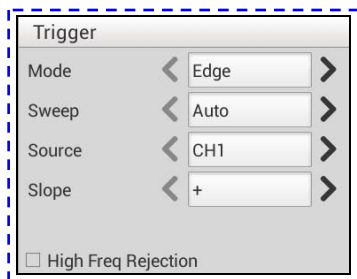 Trigger
Mode Edge
Sweep Auto
Source CH1
Slope +
High Freq Rejection